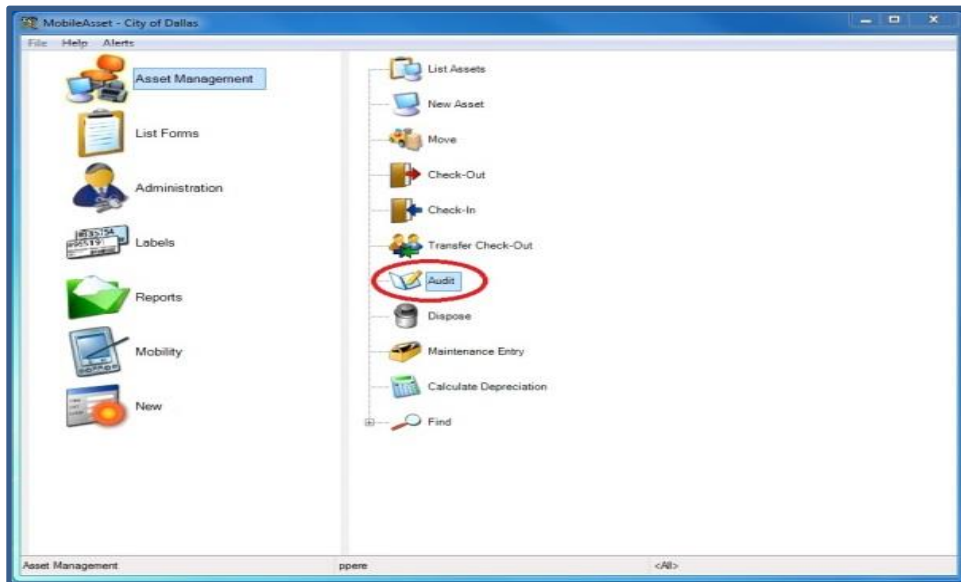 MobileAsset - City of Dallas
File Help Alerts
Asset Management
List Forms
Administration
Labels
Reports
Mobility
New
List Assets
New Asset
Move
Check-Out
Check-In
Transfer Check-Out
Audit
Dispose
Maintenance Entry
Calculate Depreciation
Find
Asset Management ppere <All>